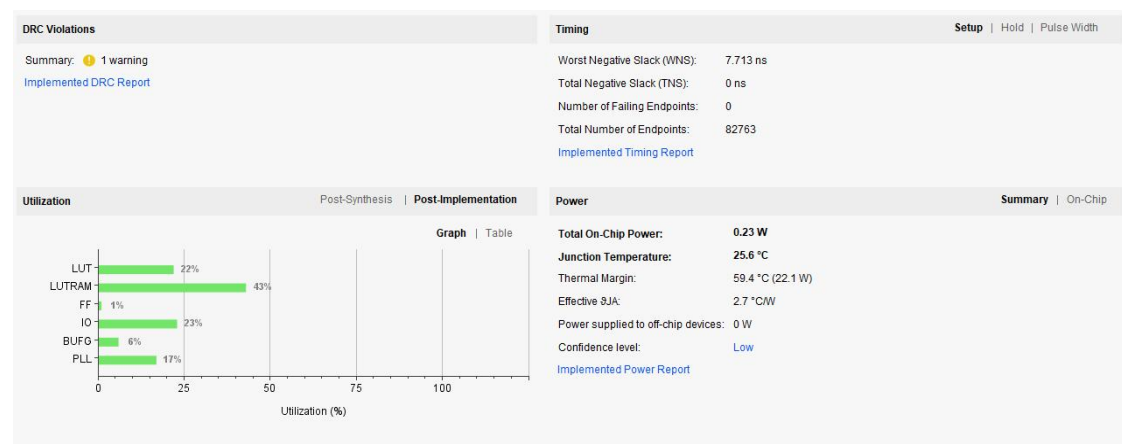 DRC Violations
Summary: 1 warning
Implemented DRC Report
Timing
Setup | Hold | Pulse Width
Worst Negative Slack (WNS): 7.713 ns
Total Negative Slack (TNS): 0 ns
Number of Failing Endpoints: 0
Total Number of Endpoints: 82763
Implemented Timing Report
Utilization
Post-Synthesis | Post-Implementation
Graph | Table
LUT 22%
LUTRAM 43%
FF 1%
IO 23%
BUFG 6%
PLL 17%
0 25 50 75 100
Utilization (%)
Power
Summary | On-Chip
Total On-Chip Power: 0.23 W
Junction Temperature: 25.6 °C
Thermal Margin: 59.4 °C (22.1 W)
Effective ϑJA: 2.7 °C/W
Power supplied to off-chip devices: 0 W
Confidence level: Low
Implemented Power Report